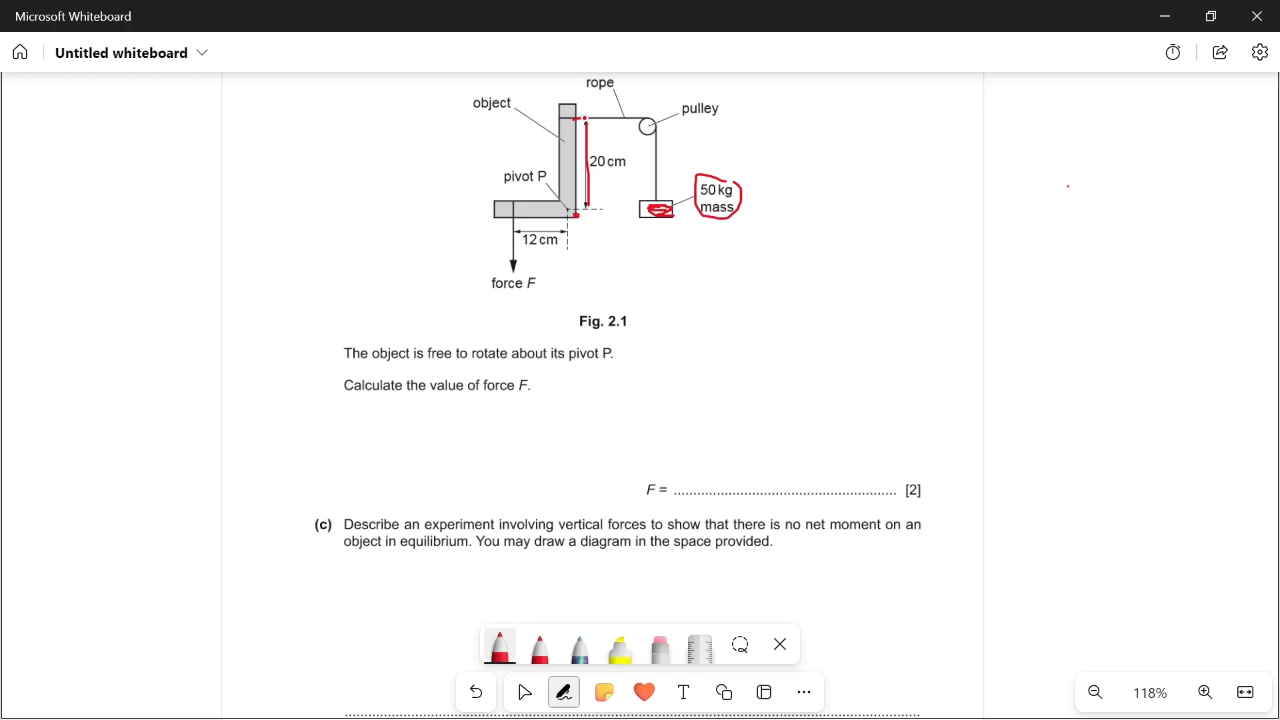 Microsoft Whiteboard
Untitled whiteboard
rope
object
pulley
20 cm
pivot P
50 kg
mass
12 cm
force F
Fig. 2.1
The object is free to rotate about its pivot P.
Calculate the value of force F.
F = ......................................................... [2]
(c) Describe an experiment involving vertical forces to show that there is no net moment on an
object in equilibrium. You may draw a diagram in the space provided.
118%